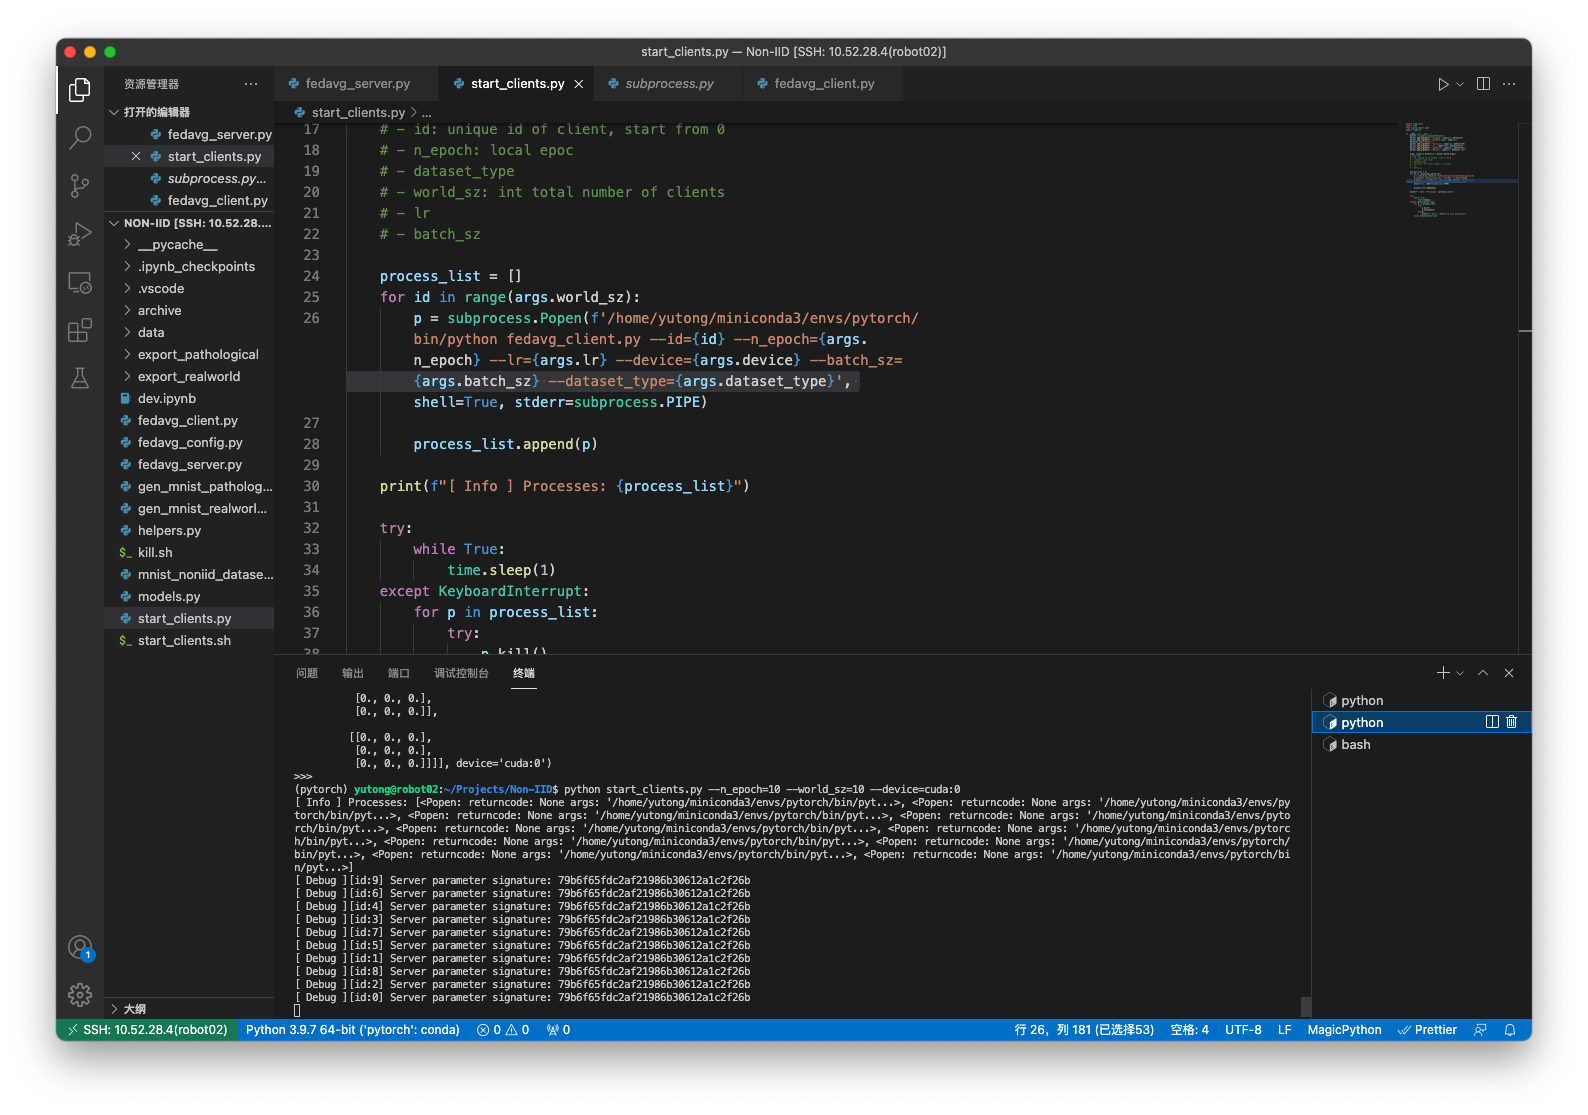 start_clients.py — Non-IID [SSH: 10.52.28.4(robot02)]
资源管理器
打开的编辑器
fedavg_server.py
start_clients.py
subprocess.py...
fedavg_client.py
NON-IID [SSH: 10.52.28....
__pycache__
.ipynb_checkpoints
.vscode
archive
data
export_pathological
export_realworld
dev.ipynb
fedavg_client.py
fedavg_config.py
fedavg_server.py
gen_mnist_patholog...
gen_mnist_realworl...
helpers.py
$_ kill.sh
mnist_noniid_datase...
models.py
start_clients.py
$_ start_clients.sh
大纲
1
fedavg_server.py
start_clients.py
subprocess.py
fedavg_client.py
start_clients.py > ...
17 # - id: unique id of client, start from 0
18 # - n_epoch: local epoc
19 # - dataset_type
20 # - world_sz: int total number of clients
21 # - lr
22 # - batch_sz
23
24 process_list = []
25 for id in range(args.world_sz):
26 p = subprocess.Popen(f'/home/yutong/miniconda3/envs/pytorch/
bin/python fedavg_client.py --id={id} --n_epoch={args.
n_epoch} --lr={args.lr} --device={args.device} --batch_sz=
{args.batch_sz} --dataset_type={args.dataset_type}',
shell=True, stderr=subprocess.PIPE)
27
28 process_list.append(p)
29
30 print(f"[ Info ] Processes: {process_list}")
31
32 try:
33 while True:
34 time.sleep(1)
35 except KeyboardInterrupt:
36 for p in process_list:
37 try:
38 p.kill()
问题 输出 端口 调试控制台 终端
[0., 0., 0.],
[0., 0., 0.]],
[[0., 0., 0.],
[0., 0., 0.],
[0., 0., 0.]]]], device='cuda:0')
>>>
(pytorch) yutong@robot02:~/Projects/Non-IID$ python start_clients.py --n_epoch=10 --world_sz=10 --device=cuda:0
[ Info ] Processes: [<Popen: returncode: None args: '/home/yutong/miniconda3/envs/pytorch/bin/pyt...>, <Popen: returncode: None args: '/home/yutong/miniconda3/envs/py
torch/bin/pyt...>, <Popen: returncode: None args: '/home/yutong/miniconda3/envs/pytorch/bin/pyt...>, <Popen: returncode: None args: '/home/yutong/miniconda3/envs/pyto
rch/bin/pyt...>, <Popen: returncode: None args: '/home/yutong/miniconda3/envs/pytorch/bin/pyt...>, <Popen: returncode: None args: '/home/yutong/miniconda3/envs/pytorc
h/bin/pyt...>, <Popen: returncode: None args: '/home/yutong/miniconda3/envs/pytorch/bin/pyt...>, <Popen: returncode: None args: '/home/yutong/miniconda3/envs/pytorch/
bin/pyt...>, <Popen: returncode: None args: '/home/yutong/miniconda3/envs/pytorch/bin/pyt...>, <Popen: returncode: None args: '/home/yutong/miniconda3/envs/pytorch/bi
n/pyt...>]
[ Debug ][id:9] Server parameter signature: 79b6f65fdc2af21986b30612a1c2f26b
[ Debug ][id:6] Server parameter signature: 79b6f65fdc2af21986b30612a1c2f26b
[ Debug ][id:4] Server parameter signature: 79b6f65fdc2af21986b30612a1c2f26b
[ Debug ][id:3] Server parameter signature: 79b6f65fdc2af21986b30612a1c2f26b
[ Debug ][id:7] Server parameter signature: 79b6f65fdc2af21986b30612a1c2f26b
[ Debug ][id:5] Server parameter signature: 79b6f65fdc2af21986b30612a1c2f26b
[ Debug ][id:1] Server parameter signature: 79b6f65fdc2af21986b30612a1c2f26b
[ Debug ][id:8] Server parameter signature: 79b6f65fdc2af21986b30612a1c2f26b
[ Debug ][id:2] Server parameter signature: 79b6f65fdc2af21986b30612a1c2f26b
[ Debug ][id:0] Server parameter signature: 79b6f65fdc2af21986b30612a1c2f26b
python
python
bash
SSH: 10.52.28.4(robot02) Python 3.9.7 64-bit ('pytorch': conda) 0 0 0 行 26，列 181 (已选择53) 空格: 4 UTF-8 LF MagicPython Prettier